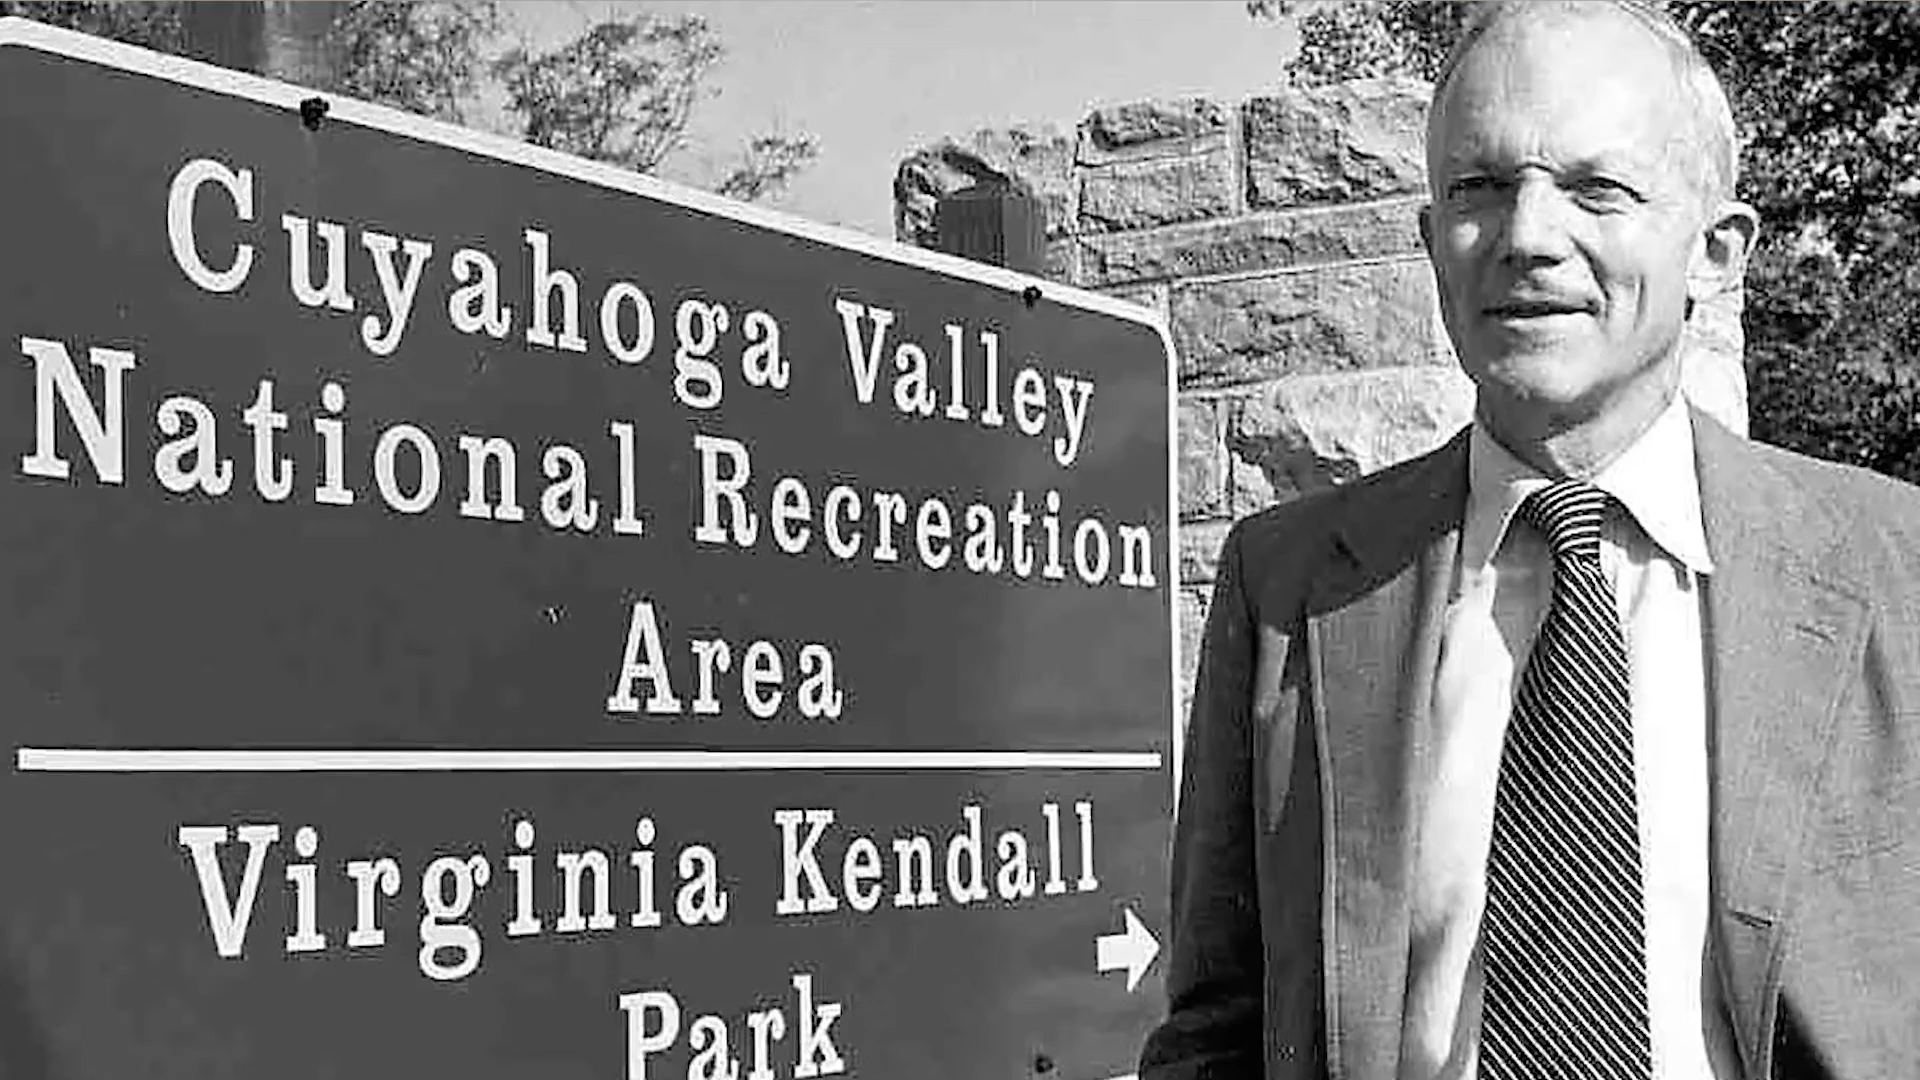 Cuyahoga Valley
National Recreation
Area
Virginia Kendall
Park